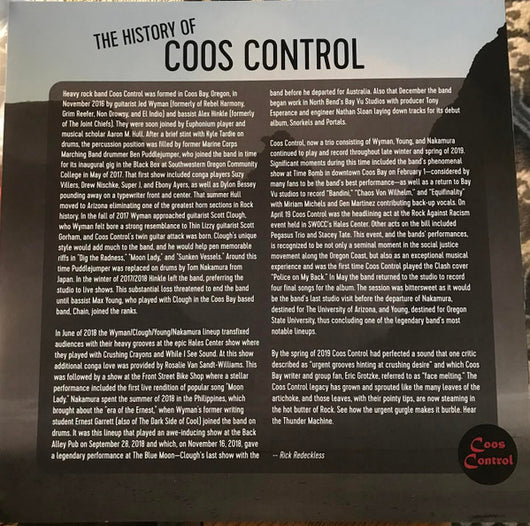 THE HISTORY OF
COOS CONTROL
Heavy rock band Coos Control was formed in Coos Bay, Oregon, in
November 2016 by guitarist Jed Wyman (formerly of Rebel Harmony,
Grim Reefer, Non Drowsy, and El Indio) and bassist Alex Hinkle (formerly
of The Joint Chiefs). They were soon joined by Euphonium player and
musical scholar Aaron M. Hull. After a brief stint with Kyle Tardie on
drums, the percussion position was filled by former Marine Corps
Marching Band drummer Ben Puddlejumper, who joined the band in time
for its inaugural gig in the Black Box at Southwestern Oregon Community
College in May of 2017. That first show included conga players Suzy
Villers, Drew Nischke, Super J, and Ebony Ayers, as well as Dylon Bessey
pounding away on a typewriter front and center. That summer Hull
moved to Arizona eliminating one of the greatest horn sections in Rock
history. In the fall of 2017 Wyman approached guitarist Scott Clough,
who Wyman felt bore a strong resemblance to Thin Lizzy guitarist Scott
Gorham, and Coos Control's twin guitar attack was born. Clough's unique
style would add much to the band, and he would help pen memorable
riffs in "Dig the Radness," "Moon Lady," and "Sunken Vessels." Around this
time Puddlejumper was replaced on drums by Tom Nakamura from
Japan. In the winter of 2017/2018 Hinkle left the band, preferring the
studio to live shows. This substantial loss threatened to end the band
until bassist Max Young, who played with Clough in the Coos Bay based
band, Chain, joined the ranks.
In June of 2018 the Wyman/Clough/Young/Nakamura lineup transfixed
audiences with their heavy grooves at the epic Hales Center show where
they played with Crushing Crayons and While I See Sound. At this show
additional conga love was provided by Rosalie Van Sandt-Williams. This
was followed by a show at the Front Street Bike Shop where a stellar
performance included the first live rendition of popular song "Moon
Lady." Nakamura spent the summer of 2018 in the Philippines, which
brought about the "era of the Ernest," when Wyman's former writing
student Ernest Garrett (also of The Dark Side of Cool) joined the band on
drums. It was this lineup that played an awe-inducing show at the Back
Alley Pub on September 28, 2018 and which, on November 16, 2018, gave
a legendary performance at The Blue Moon—Clough's last show with the
band before he departed for Australia. Also that December the band
began work in North Bend's Bay Vu Studios with producer Tony
Esperance and engineer Nathan Sloan laying down tracks for its debut
album, Snorkels and Portals.
Coos Control, now a trio consisting of Wyman, Young, and Nakamura
continued to play and record throughout late winter and spring of 2019.
Significant moments during this time included the band's phenomenal
show at Time Bomb in downtown Coos Bay on February 1—considered by
many fans to be the band's best performance—as well as a return to Bay
Vu studios to record "Bandini," "Chaos Von Wilhelm," and "Equifinality"
with Miriam Michels and Gen Martinez contributing back-up vocals. On
April 19 Coos Control was the headlining act at the Rock Against Racism
event held in SWOCC's Hales Center. Other acts on the bill included
Pegasus Trio and Stacey Tate. This event, and the bands' performances,
is recognized to be not only a seminal moment in the social justice
movement along the Oregon Coast, but also as an exceptional musical
experience and was the first time Coos Control played the Clash cover
"Police on My Back." In May the band returned to the studio to record
four final songs for the album. The session was bittersweet as it would
be the band's last studio visit before the departure of Nakamura,
destined for The University of Arizona, and Young, destined for Oregon
State University, thus concluding one of the legendary band's most
notable lineups.
By the spring of 2019 Coos Control had perfected a sound that one critic
described as "urgent grooves hinting at crushing desire" and which Coos
Bay writer and group fan, Eric Grotzke, referred to as "face melting." The
Coos Control legacy has grown and sprouted like the many leaves of the
artichoke, and those leaves, with their pointy tips, are now steaming in
the hot butter of Rock. See how the urgent gurgle makes it burble. Hear
the Thunder Machine.
-- Rick Redeckless
Coos
Control